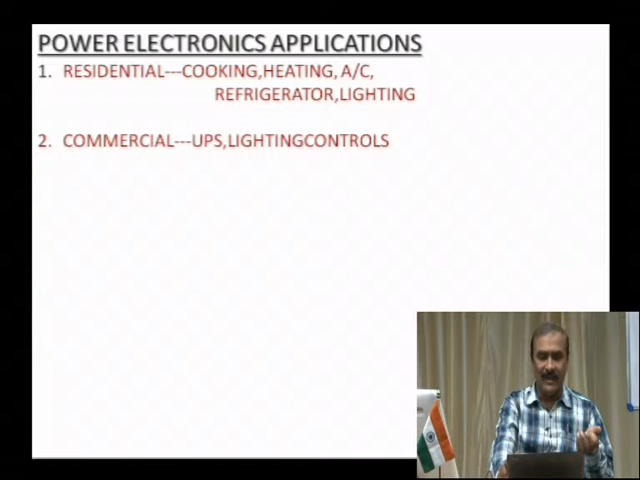 POWER ELECTRONICS APPLICATIONS
1. RESIDENTIAL---COOKING,HEATING, A/C,
REFRIGERATOR,LIGHTING
2. COMMERCIAL---UPS,LIGHTINGCONTROLS